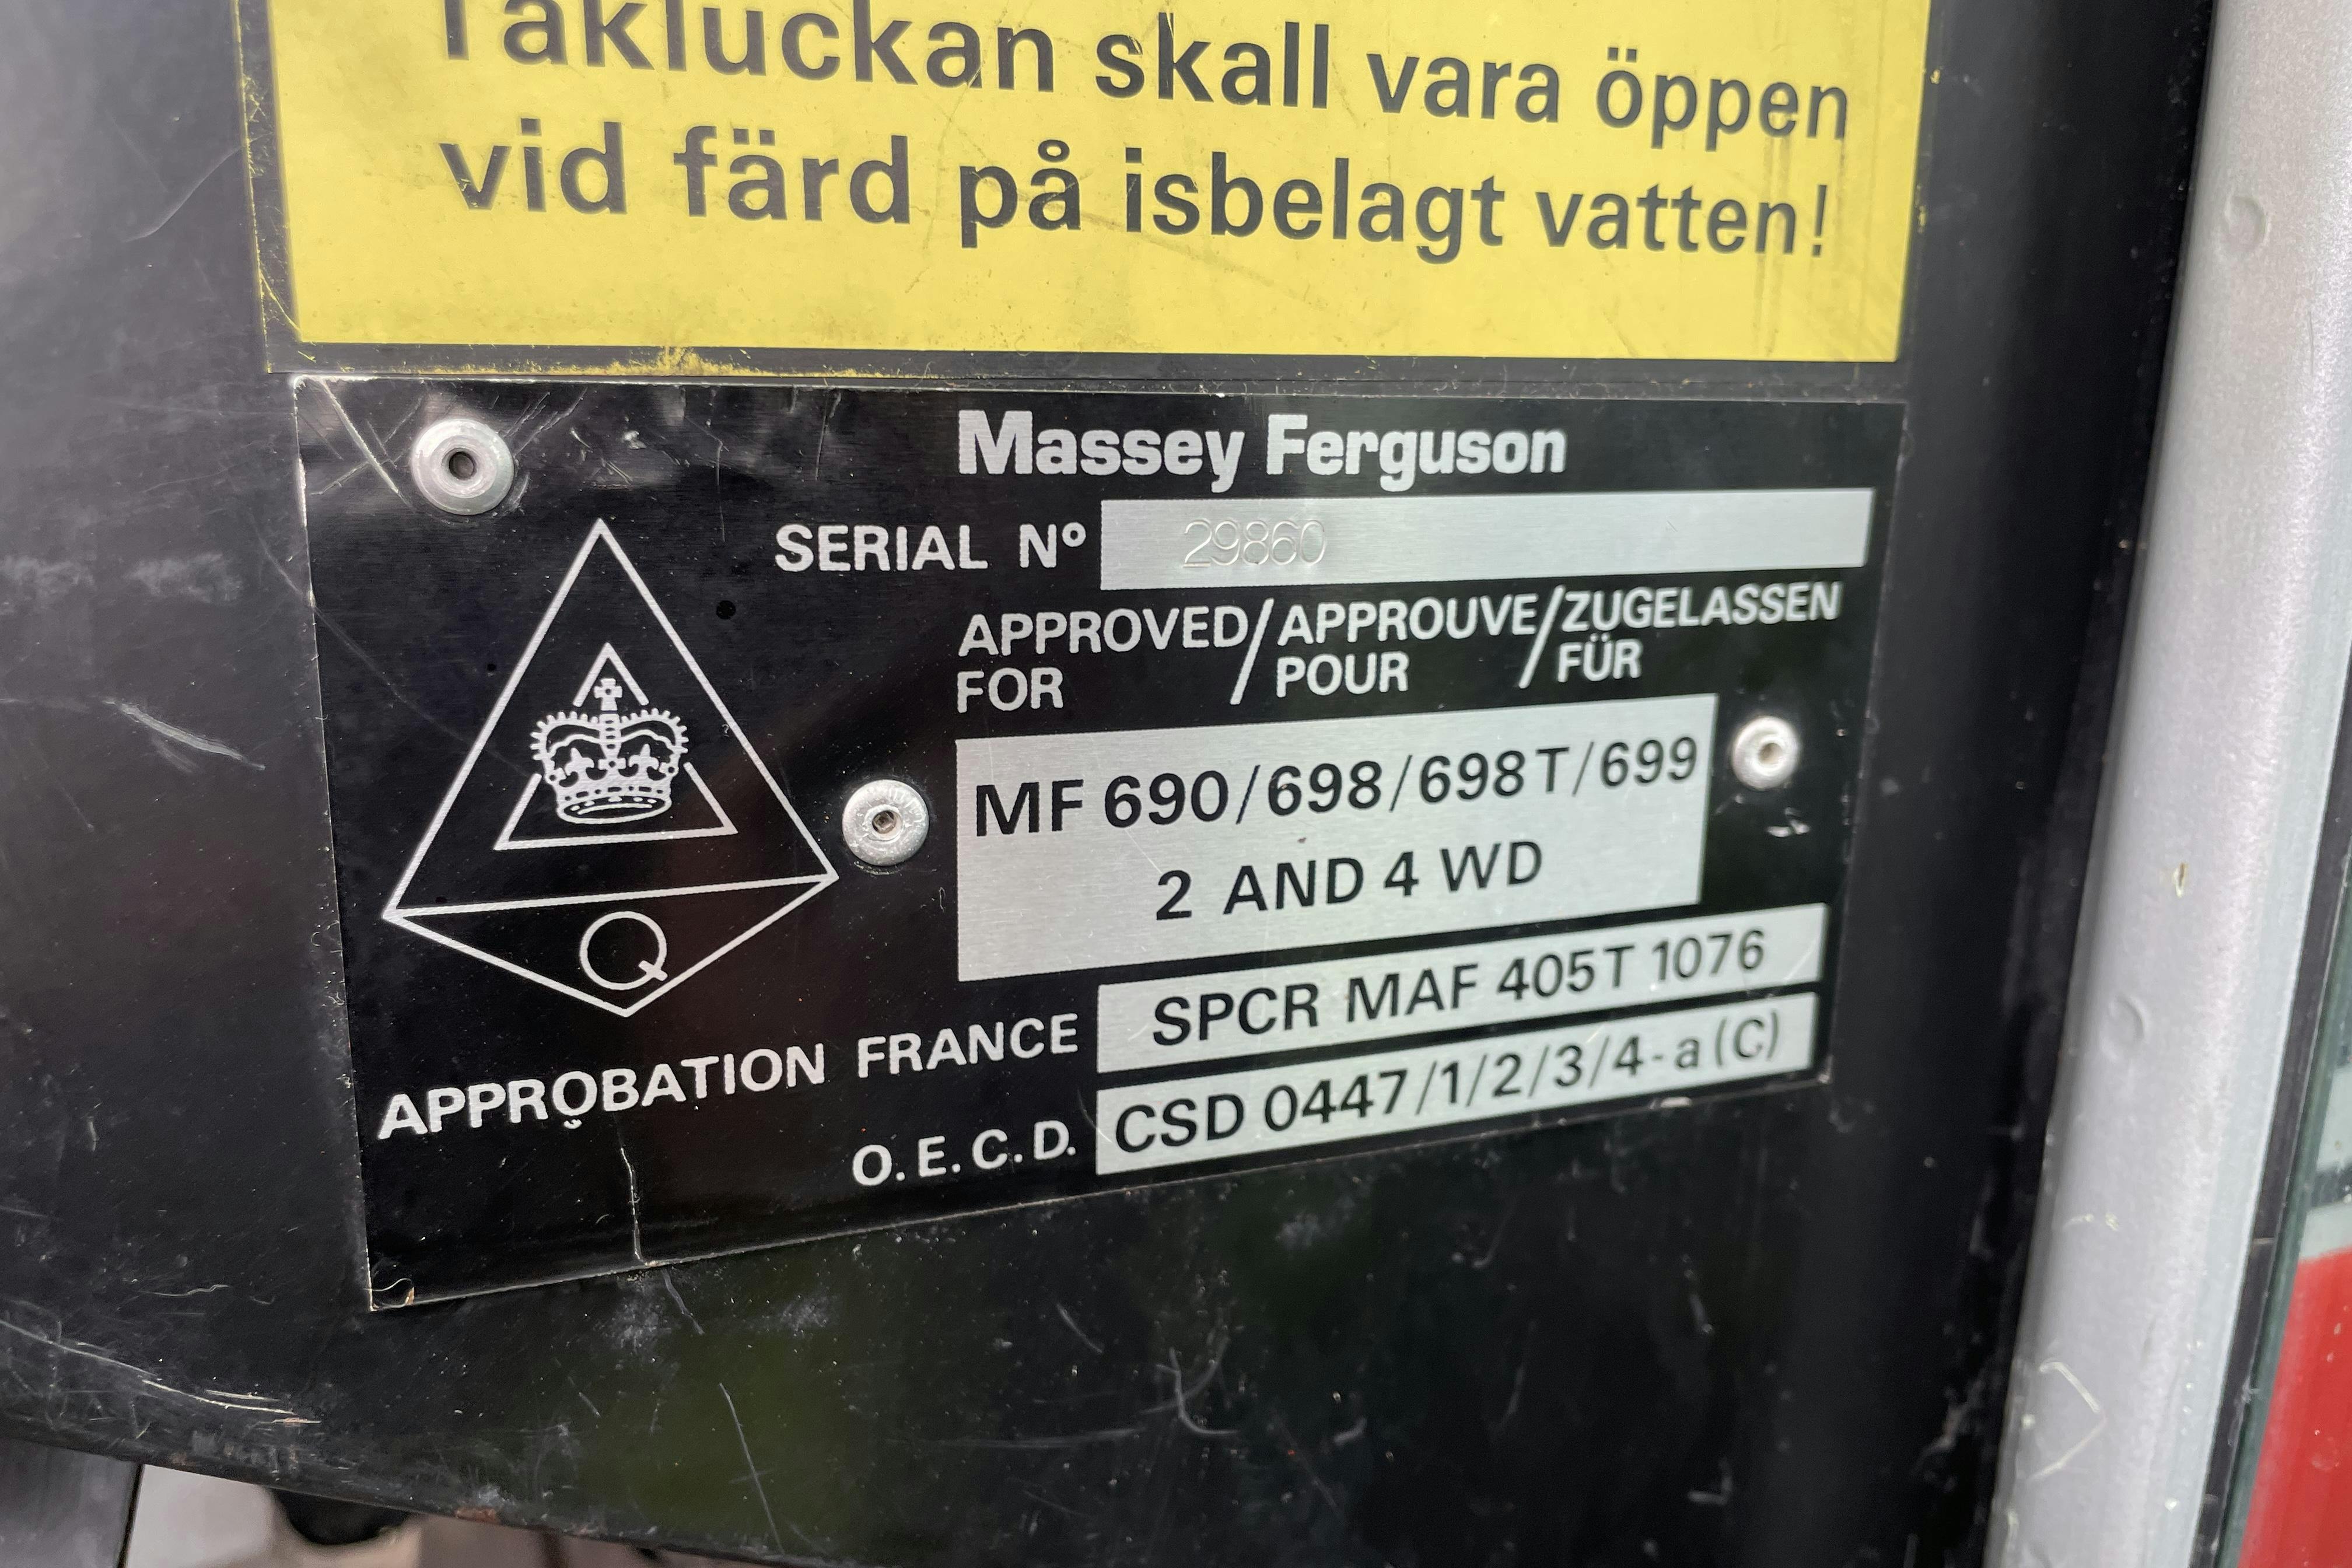 Takluckan skall vara öppen
vid färd på isbelagt vatten!
Massey Ferguson
SERIAL Nº 29860
APPROVED/APPROUVE/ZUGELASSEN
FOR / POUR / FÜR
MF 690/698/698T/699
2 AND 4 WD
Q
APPROBATION FRANCE SPCR MAF 405T 1076
O.E.C.D. CSD 0447/1/2/3/4-a(C)